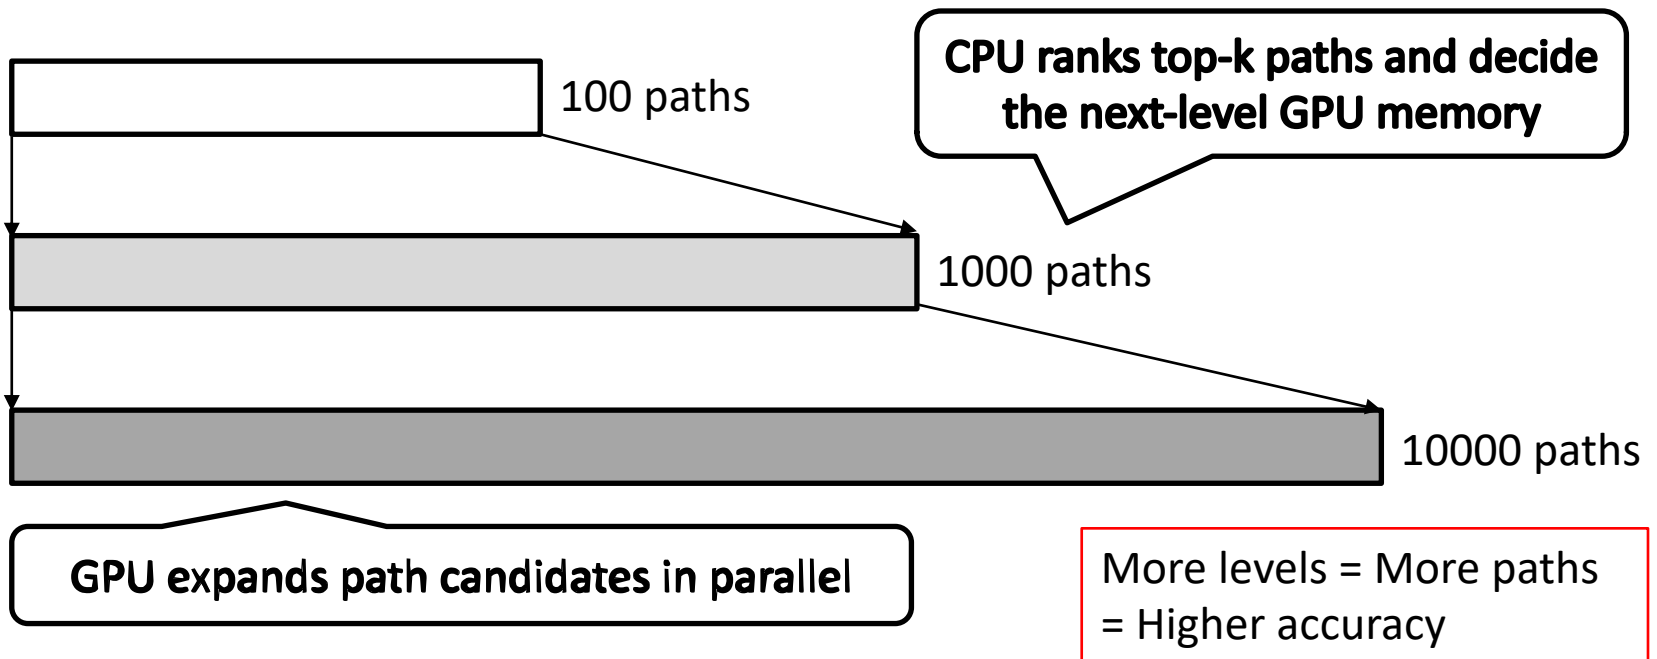 100 paths
CPU ranks top-k paths and decide
the next-level GPU memory
1000 paths
10000 paths
GPU expands path candidates in parallel
More levels = More paths
= Higher accuracy